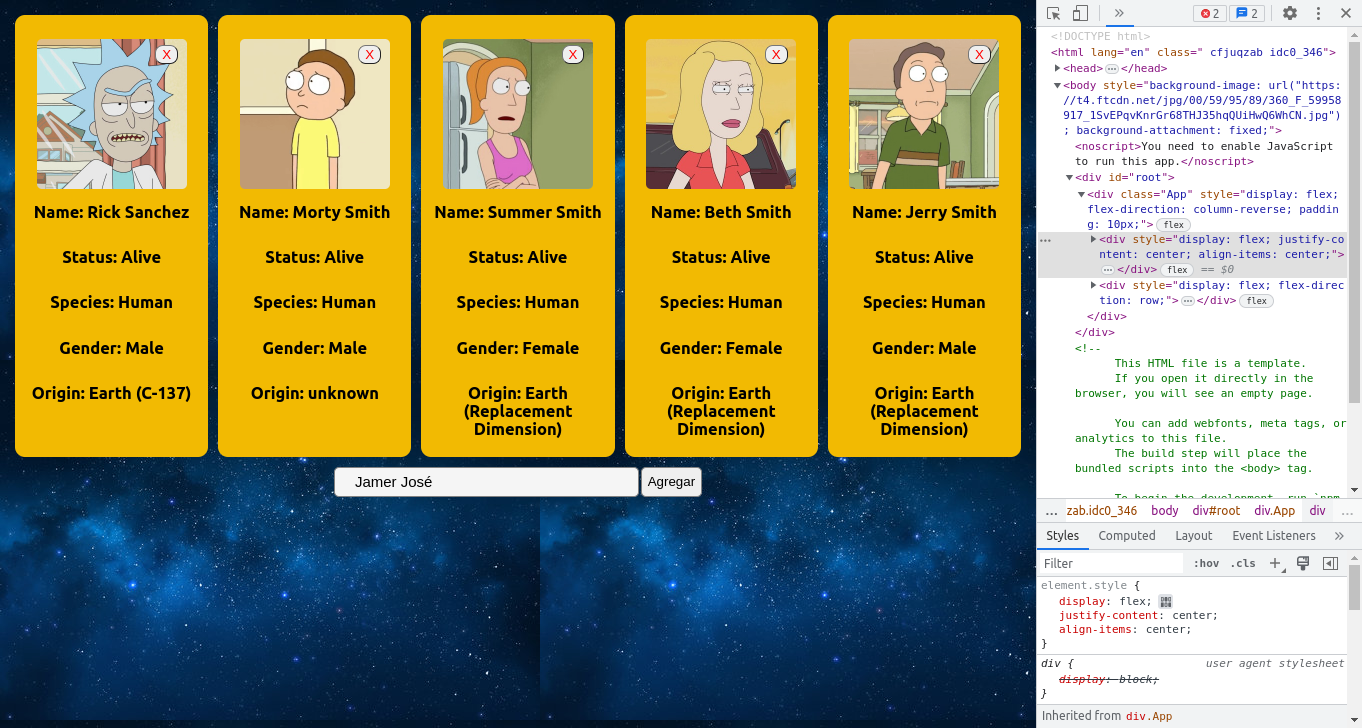 X X X X X
Name: Rick Sanchez
Status: Alive
Species: Human
Gender: Male
Origin: Earth (C-137)
Name: Morty Smith
Status: Alive
Species: Human
Gender: Male
Origin: unknown
Name: Summer Smith
Status: Alive
Species: Human
Gender: Female
Origin: Earth
(Replacement
Dimension)
Name: Beth Smith
Status: Alive
Species: Human
Gender: Female
Origin: Earth
(Replacement
Dimension)
Name: Jerry Smith
Status: Alive
Species: Human
Gender: Male
Origin: Earth
(Replacement
Dimension)
Jamer José Agregar
» 2 2
<!DOCTYPE html>
<html lang="en" class=" cfjuqzab idc0_346">
<head> … </head>
<body style="background-image: url("https:
//t4.ftcdn.net/jpg/00/59/95/89/360_F_59958
917_1SvEPqvKnrGr68THJ35hqQUiHwQ6WhCN.jpg")
; background-attachment: fixed;">
<noscript>You need to enable JavaScript
to run this app.</noscript>
<div id="root">
<div class="App" style="display: flex;
flex-direction: column-reverse; paddin
g: 10px;"> flex
… <div style="display: flex; justify-co
ntent: center; align-items: center;">
… </div> flex == $0
<div style="display: flex; flex-direc
tion: row;"> … </div> flex
</div>
</div>
<!--
This HTML file is a template.
If you open it directly in the
browser, you will see an empty page.
You can add webfonts, meta tags, or
analytics to this file.
The build step will place the
bundled scripts into the <body> tag.
To begin the development, run `npm
… zab.idc0_346 body div#root div.App div …
Styles Computed Layout Event Listeners »
Filter :hov .cls +
element.style {
display: flex;
justify-content: center;
align-items: center;
}
div { user agent stylesheet
display: block;
}
Inherited from div.App